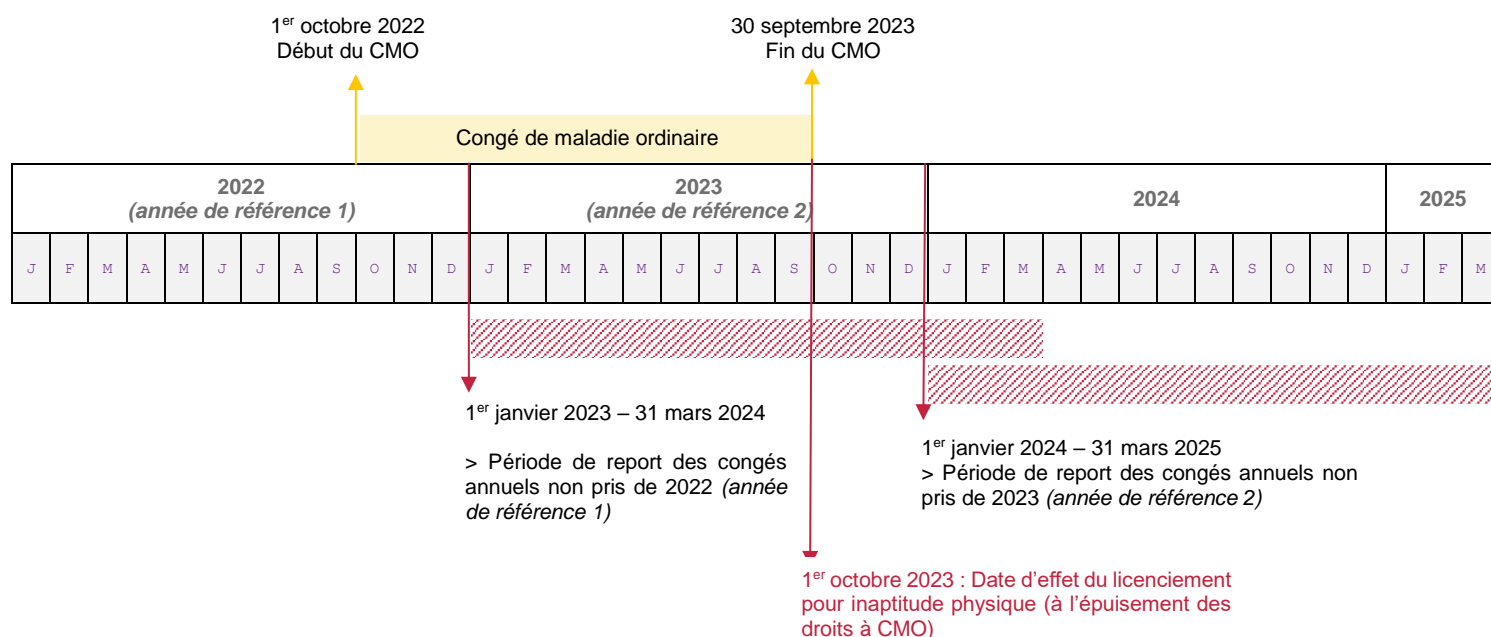 1er octobre 2022
Début du CMO
30 septembre 2023
Fin du CMO
Congé de maladie ordinaire
2022
(année de référence 1)
2023
(année de référence 2)
2024
2025
J F M A M J J A S O N D J F M A M J J A S O N D J F M A M J J A S O N D J F M
1er janvier 2023 – 31 mars 2024
> Période de report des congés
annuels non pris de 2022 (année
de référence 1)
1er janvier 2024 – 31 mars 2025
> Période de report des congés annuels non
pris de 2023 (année de référence 2)
1er octobre 2023 : Date d’effet du licenciement
pour inaptitude physique (à l’épuisement des
droits à CMO)